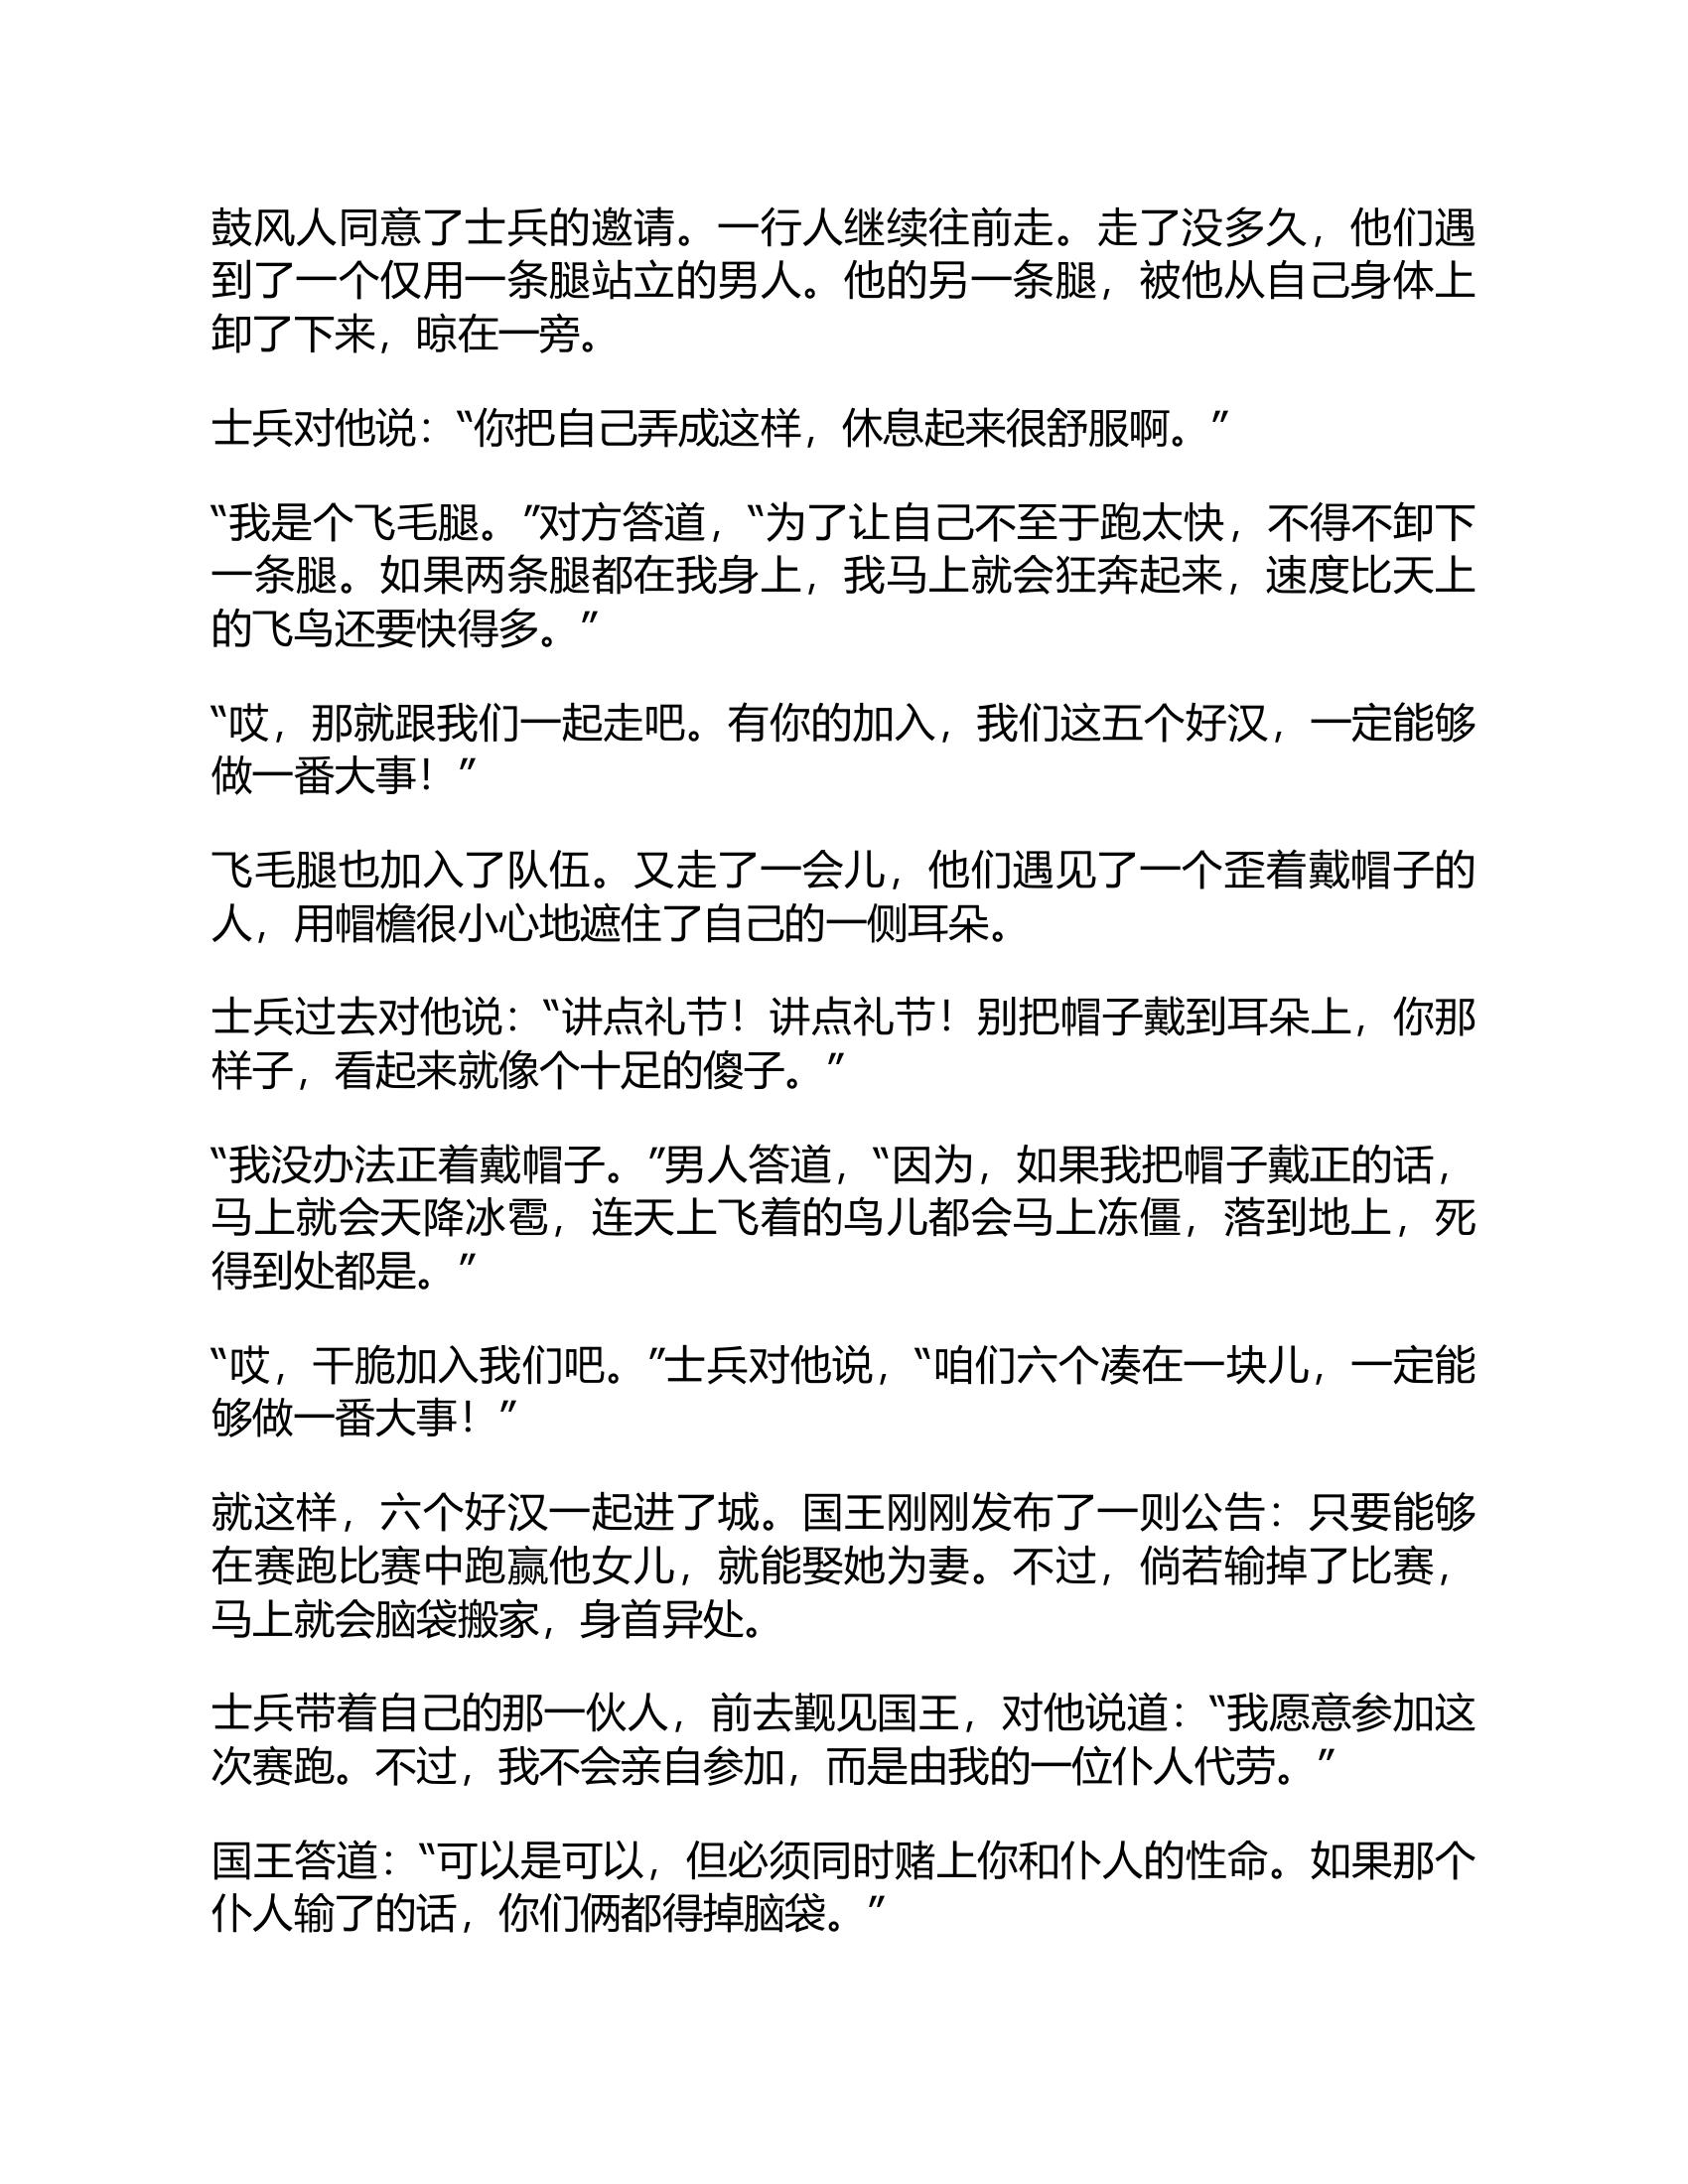 鼓风人同意了士兵的邀请。一行人继续往前走。走了没多久，他们遇
到了一个仅用一条腿站立的男人。他的另一条腿，被他从自己身体上
卸了下来，晾在一旁。
士兵对他说：“你把自己弄成这样，休息起来很舒服啊。”
“我是个飞毛腿。”对方答道，“为了让自己不至于跑太快，不得不卸下
一条腿。如果两条腿都在我身上，我马上就会狂奔起来，速度比天上
的飞鸟还要快得多。”
“哎，那就跟我们一起走吧。有你的加入，我们这五个好汉，一定能够
做一番大事！”
飞毛腿也加入了队伍。又走了一会儿，他们遇见了一个歪着戴帽子的
人，用帽檐很小心地遮住了自己的一侧耳朵。
士兵过去对他说：“讲点礼节！讲点礼节！别把帽子戴到耳朵上，你那
样子，看起来就像个十足的傻子。”
“我没办法正着戴帽子。”男人答道，“因为，如果我把帽子戴正的话，
马上就会天降冰雹，连天上飞着的鸟儿都会马上冻僵，落到地上，死
得到处都是。”
“哎，干脆加入我们吧。”士兵对他说，“咱们六个凑在一块儿，一定能
够做一番大事！”
就这样，六个好汉一起进了城。国王刚刚发布了一则公告：只要能够
在赛跑比赛中跑赢他女儿，就能娶她为妻。不过，倘若输掉了比赛，
马上就会脑袋搬家，身首异处。
士兵带着自己的那一伙人，前去觐见国王，对他说道：“我愿意参加这
次赛跑。不过，我不会亲自参加，而是由我的一位仆人代劳。”
国王答道：“可以是可以，但必须同时赌上你和仆人的性命。如果那个
仆人输了的话，你们俩都得掉脑袋。”